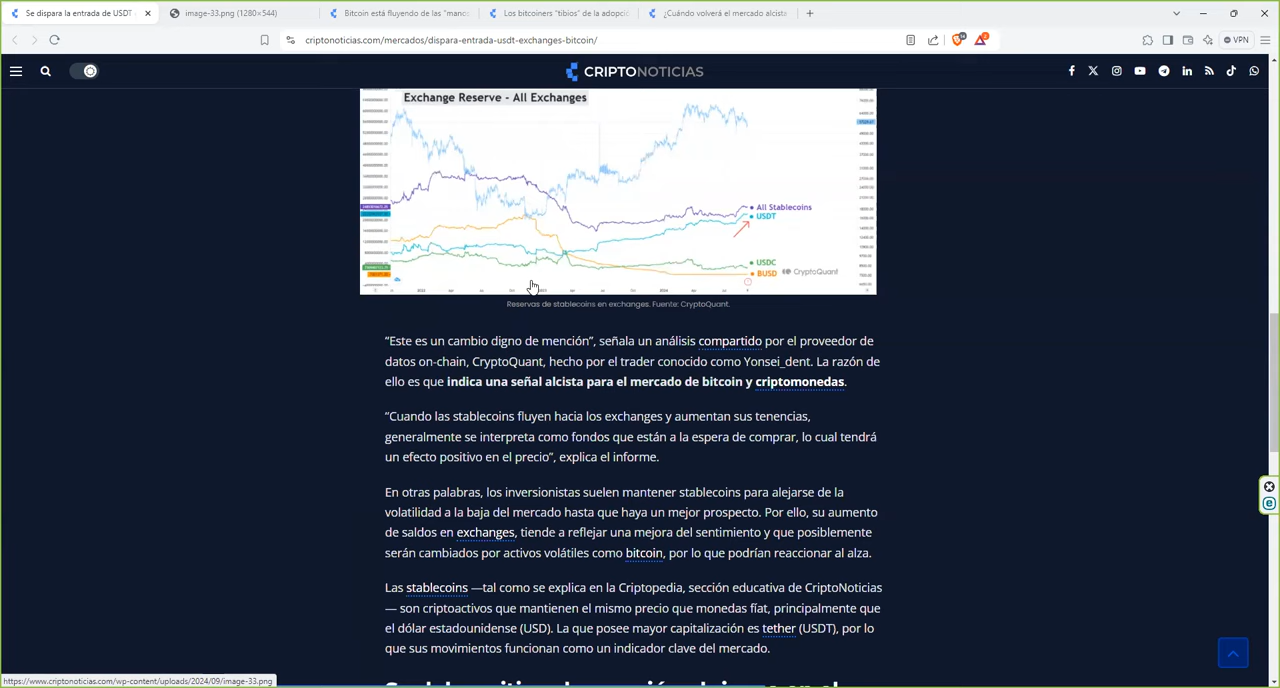 Se dispara la entrada de USDT
image-33.png (1280×544)
Bitcoin está fluyendo de las "manc
Los bitcoiners "tibios" de la adopció
¿Cuándo volverá el mercado alcista
criptonoticias.com/mercados/dispara-entrada-usdt-exchanges-bitcoin/
VPN
CRIPTONOTICIAS
Exchange Reserve - All Exchanges
All Stablecoins
USDT
USDC
BUSD
CryptoQuant
Reservas de stablecoins en exchanges. Fuente: CryptoQuant.
“Este es un cambio digno de mención”, señala un análisis compartido por el proveedor de
datos on-chain, CryptoQuant, hecho por el trader conocido como Yonsei_dent. La razón de
ello es que indica una señal alcista para el mercado de bitcoin y criptomonedas.
“Cuando las stablecoins fluyen hacia los exchanges y aumentan sus tenencias,
generalmente se interpreta como fondos que están a la espera de comprar, lo cual tendrá
un efecto positivo en el precio”, explica el informe.
En otras palabras, los inversionistas suelen mantener stablecoins para alejarse de la
volatilidad a la baja del mercado hasta que haya un mejor prospecto. Por ello, su aumento
de saldos en exchanges, tiende a reflejar una mejora del sentimiento y que posiblemente
serán cambiados por activos volátiles como bitcoin, por lo que podrían reaccionar al alza.
Las stablecoins —tal como se explica en la Criptopedia, sección educativa de CriptoNoticias
— son criptoactivos que mantienen el mismo precio que monedas fíat, principalmente que
el dólar estadounidense (USD). La que posee mayor capitalización es tether (USDT), por lo
que sus movimientos funcionan como un indicador clave del mercado.
https://www.criptonoticias.com/wp-content/uploads/2024/09/image-33.png